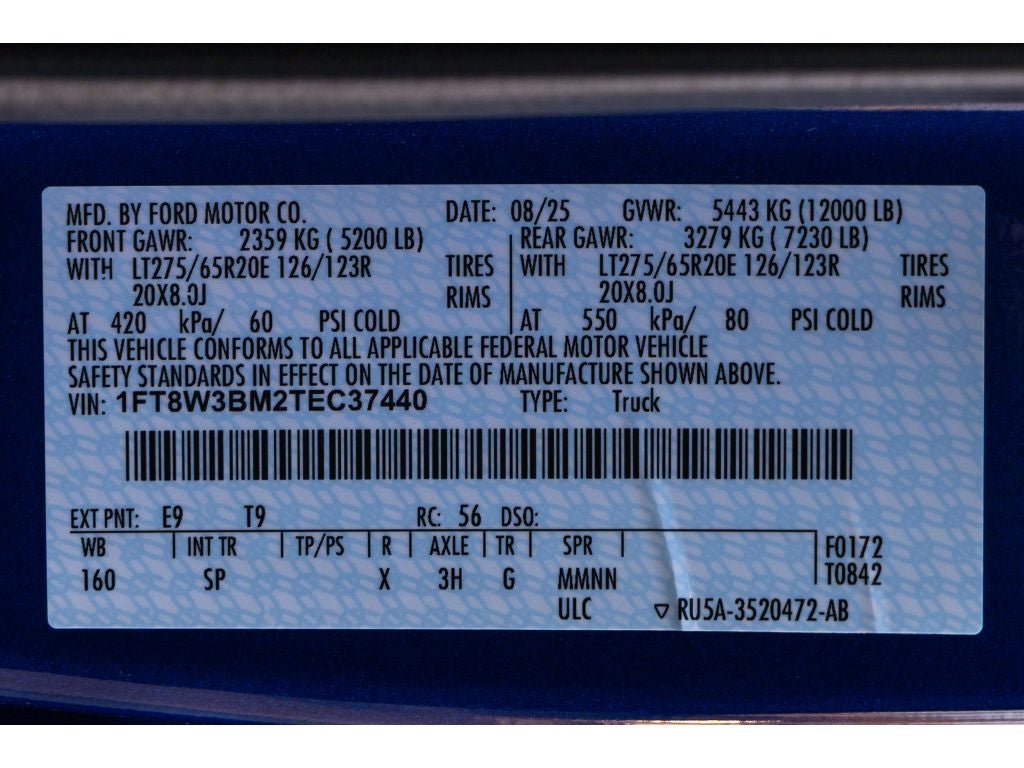 MFD. BY FORD MOTOR CO. DATE: 08/25 GVWR: 5443 KG (12000 LB)
FRONT GAWR: 2359 KG ( 5200 LB) REAR GAWR: 3279 KG ( 7230 LB)
WITH LT275/65R20E 126/123R TIRES WITH LT275/65R20E 126/123R TIRES
20X8.0J RIMS 20X8.0J RIMS
AT 420 kPa/ 60 PSI COLD AT 550 kPa/ 80 PSI COLD
THIS VEHICLE CONFORMS TO ALL APPLICABLE FEDERAL MOTOR VEHICLE
SAFETY STANDARDS IN EFFECT ON THE DATE OF MANUFACTURE SHOWN ABOVE.
VIN: 1FT8W3BM2TEC37440 TYPE: Truck
EXT PNT: E9 T9 RC: 56 DSO:
WB INT TR TP/PS R AXLE TR SPR F0172
160 SP X 3H G MMNN T0842
ULC ▽ RU5A-3520472-AB